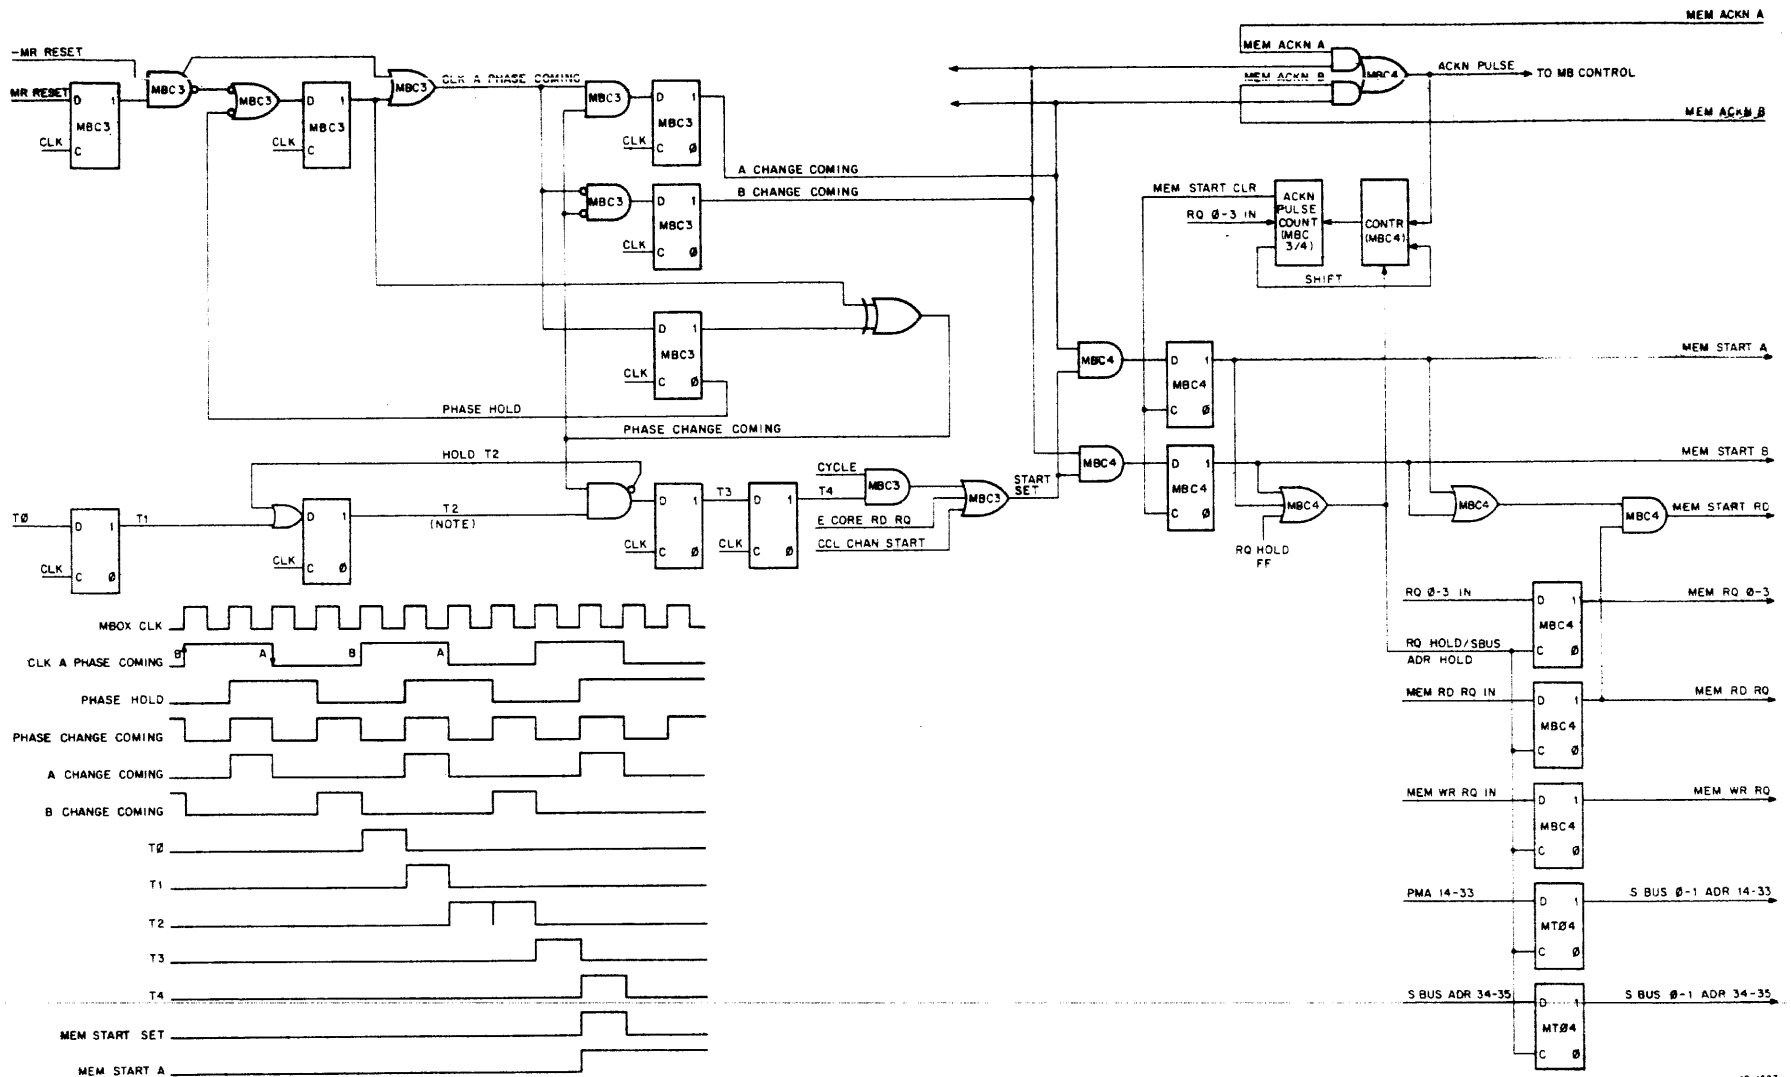 MEM ACKN A
-MR RESET
MEM ACKN A
MBC3
MBC3
CLK A PHASE COMING
MBC4
ACKN PULSE
TO MB CONTROL
MEM ACKN B
MR RESET
D 1
MBC3
CLK C
MBC3
D 1
MBC3
CLK C
MBC3
D 1
MBC3
CLK C Ø
MEM ACKN B
A CHANGE COMING
B CHANGE COMING
MBC3
D 1
MBC3
CLK C Ø
MEM START CLR
RQ Ø-3 IN
ACKN
PULSE
COUNT
(MBC
3/4)
CONTR
(MBC4)
SHIFT
D 1
MBC3
CLK C Ø
PHASE HOLD
PHASE CHANGE COMING
MBC4
D 1
MBC4
C Ø
MEM START A
HOLD T2
MBC4
D 1
MBC4
C Ø
MEM START B
TØ
D 1
CLK C Ø
T1
D 1
CLK C Ø
T2
(NOTE)
D 1
CLK C Ø
T3
D 1
CLK C Ø
T4
CYCLE
MBC3
E CORE RD RQ
CCL CHAN START
MBC3
START
SET
MBC4
RQ HOLD
FF
MBC4
MBC4
MEM START RD
RQ Ø-3 IN
D 1
MBC4
C Ø
MEM RQ Ø-3
RQ HOLD/SBUS
ADR HOLD
MEM RD RQ IN
D 1
MBC4
C Ø
MEM RD RQ
MEM WR RQ IN
D 1
MBC4
C Ø
MEM WR RQ
PMA 14-33
D 1
MTØ4
C Ø
S BUS Ø-1 ADR 14-33
S BUS ADR 34-35
D 1
MTØ4
C Ø
S BUS Ø-1 ADR 34-35
MBOX CLK
CLK A PHASE COMING
B A B A
PHASE HOLD
PHASE CHANGE COMING
A CHANGE COMING
B CHANGE COMING
TØ
T1
T2
T3
T4
MEM START SET
MEM START A